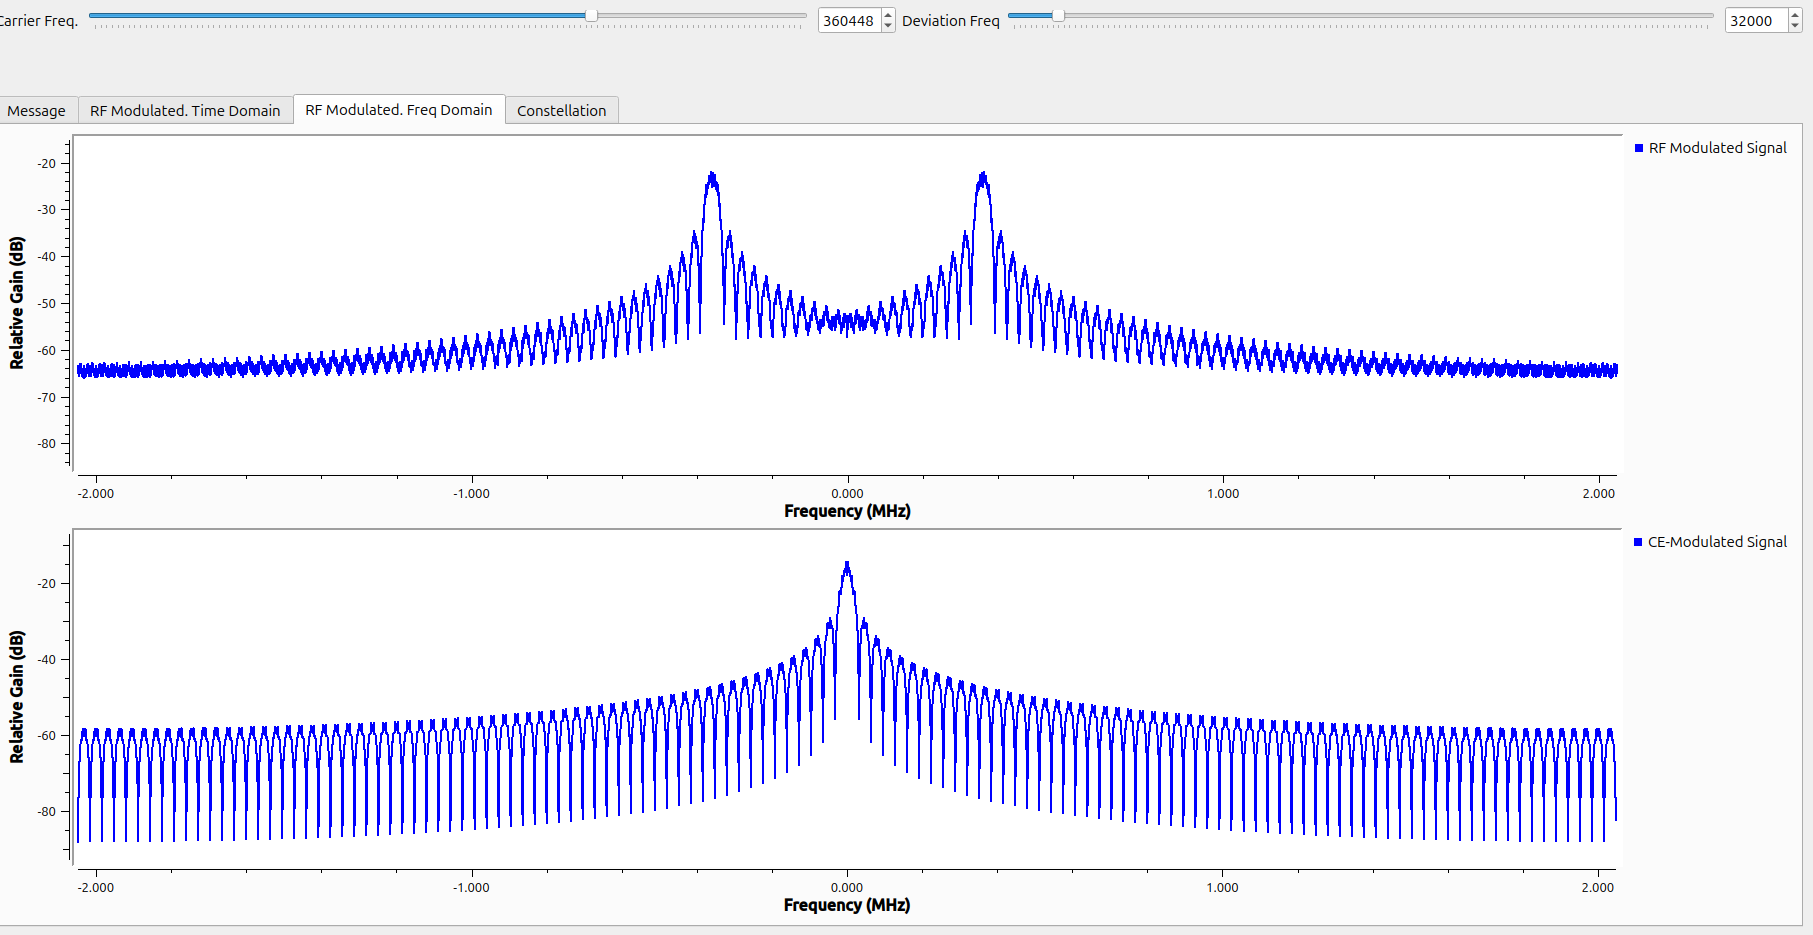 Carrier Freq. 360448 Deviation Freq 32000
Message RF Modulated. Time Domain RF Modulated. Freq Domain Constellation
RF Modulated Signal
Relative Gain (dB)
-20
-30
-40
-50
-60
-70
-80
-2.000 -1.000 0.000 1.000 2.000
Frequency (MHz)
CE-Modulated Signal
Relative Gain (dB)
-20
-40
-60
-80
-2.000 -1.000 0.000 1.000 2.000
Frequency (MHz)